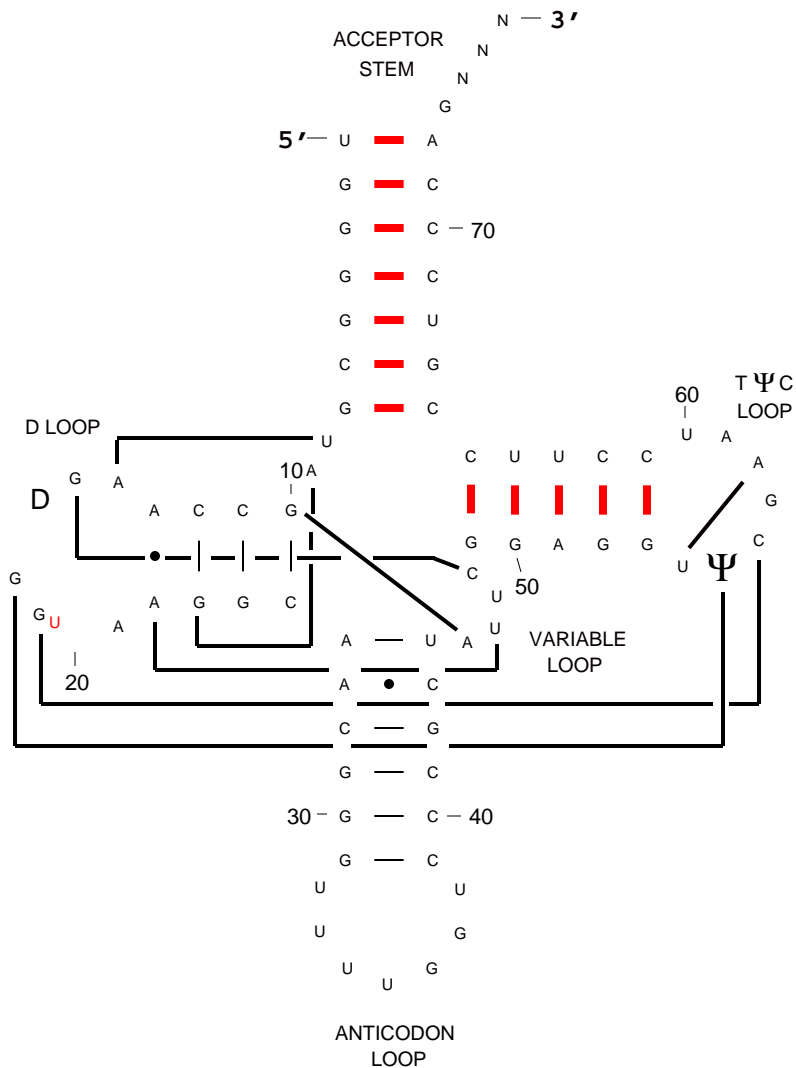 N 3'
ACCEPTOR
STEM
N
N
G
5' U A
G C
G C 70
G C
G U
C G
G C
T Ψ C
LOOP
60
D LOOP
U
U A
C U U C C
10 A
G A
A
D
A C C G
G
G G A G G
C
U Ψ
G
C
50
G U
A
A G G C
U
A U A U
VARIABLE
LOOP
20
A C
C G
G C
30 G C 40
G C
U U
U G
U U G
ANTICODON
LOOP